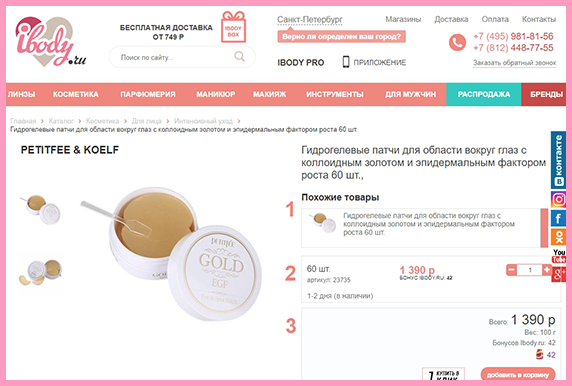 ibody.ru
БЕСПЛАТНАЯ ДОСТАВКА
ОТ 749 Р
IBODY
BOX
Поиск по сайту...
Санкт-Петербург
Верно ли определен ваш город?
Магазины Доставка Оплата Контакты
+7 (495) 981-81-56
+7 (812) 448-77-55
Заказать обратный звонок
IBODY PRO
ПРИЛОЖЕНИЕ
ЛИНЗЫ КОСМЕТИКА ПАРФЮМЕРИЯ МАНИКЮР МАКИЯЖ ИНСТРУМЕНТЫ ДЛЯ МУЖЧИН РАСПРОДАЖА БРЕНДЫ
Главная > Каталог > Косметика > Для лица > Интенсивный уход >
Гидрогелевые патчи для области вокруг глаз с коллоидным золотом и эпидермальным фактором роста 60 шт.
PETITFEE & KOELF
petitfée
GOLD
EGF
Гидрогелевые патчи для области вокруг глаз с
коллоидным золотом и эпидермальным фактором
роста 60 шт.,
Похожие товары
1
Гидрогелевые патчи для области вокруг глаз с
коллоидным золотом и эпидермальным фактором
роста 60 шт.
2
60 шт.
артикул: 23735
1 390 р
БОНУС IBODY.RU: 42
1
1-2 дня (в наличии)
3
Всего: 1 390 р
Вес: 100 г
Бонусов Ibody.ru: 42
42
1 КУПИТЬ В
КЛИК
добавить в корзину
В контакте
f
You
Tube
g+